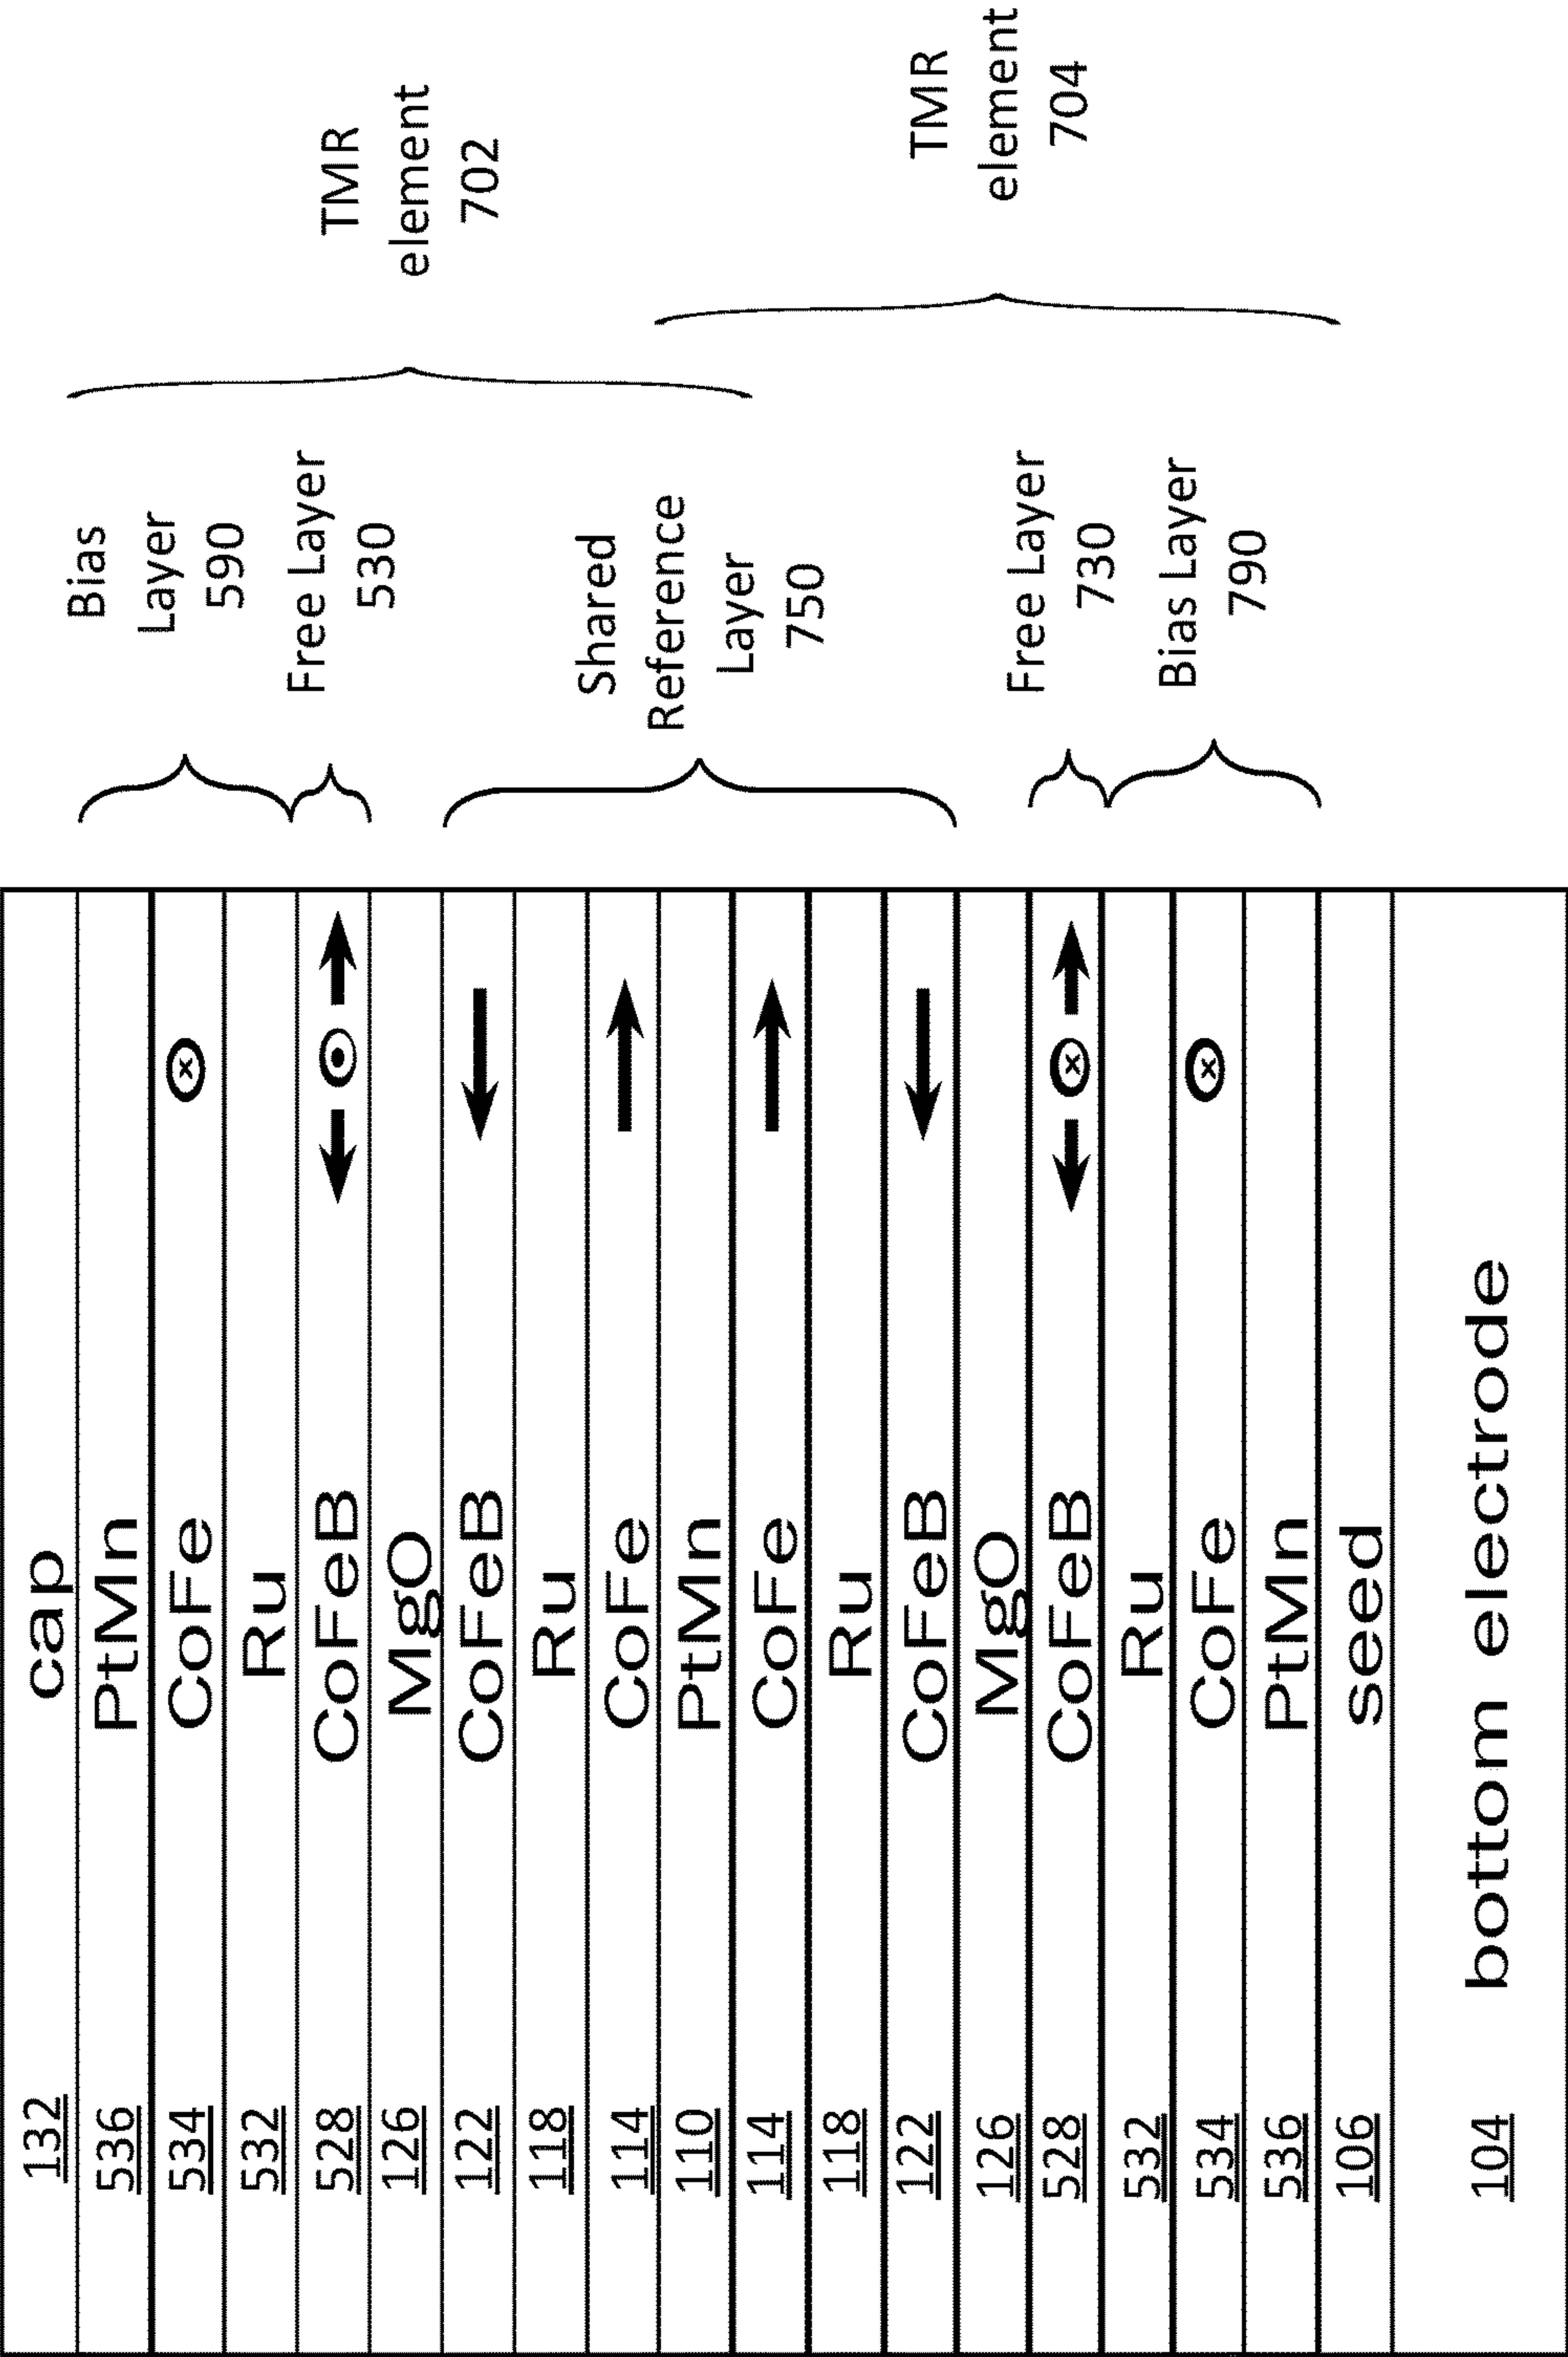 132 cap
536 PtMn
534 CoFe
532 Ru
528 CoFeB
126 MgO
122 CoFeB
118 Ru
114 CoFe
110 PtMn
114 CoFe
118 Ru
122 CoFeB
126 MgO
528 CoFeB
532 Ru
534 CoFe
536 PtMn
106 seed
104 bottom electrode
Bias
Layer
590
Free Layer
530
Shared
Reference
Layer
750
Free Layer
730
Bias Layer
790
TMR
element
702
TMR
element
704